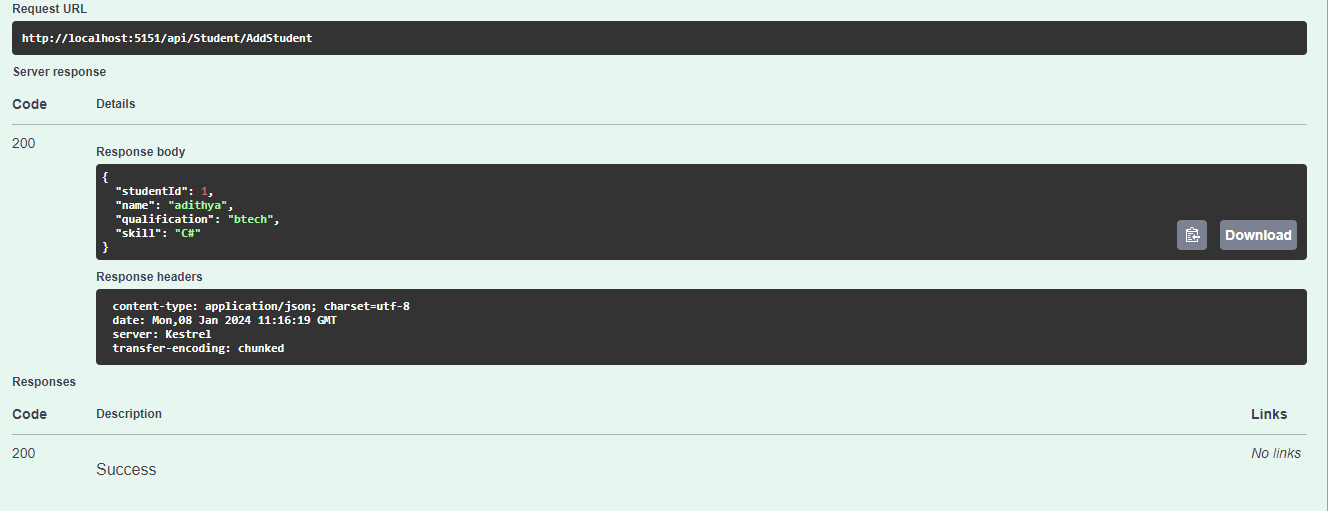 Request URL
http://localhost:5151/api/Student/AddStudent
Server response
Code Details
200
Response body
{
"studentId": 1,
"name": "adithya",
"qualification": "btech",
"skill": "C#"
}
Download
Response headers
content-type: application/json; charset=utf-8
date: Mon,08 Jan 2024 11:16:19 GMT
server: Kestrel
transfer-encoding: chunked
Responses
Code Description Links
200 No links
Success